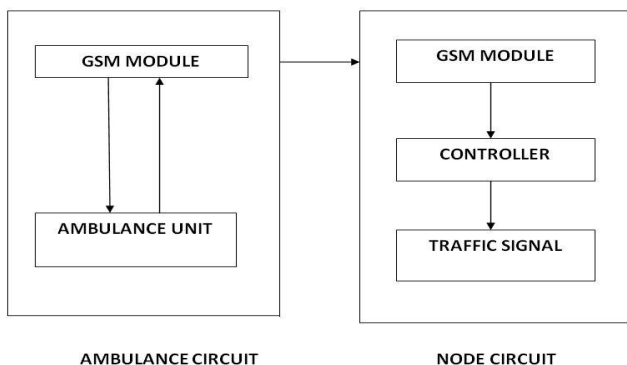 GSM MODULE
AMBULANCE UNIT
GSM MODULE
CONTROLLER
TRAFFIC SIGNAL
AMBULANCE CIRCUIT
NODE CIRCUIT